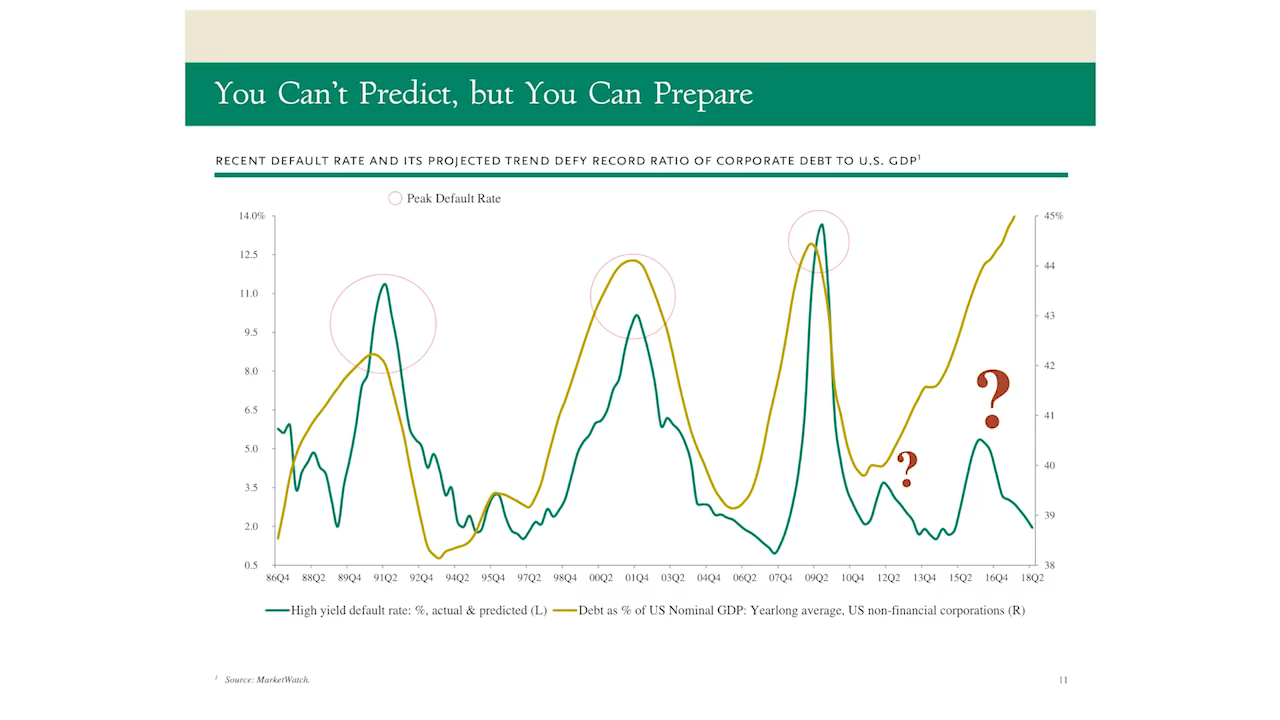 You Can't Predict, but You Can Prepare
RECENT DEFAULT RATE AND ITS PROJECTED TREND DEFY RECORD RATIO OF CORPORATE DEBT TO U.S. GDP¹
Peak Default Rate
14.0% 45%
12.5 44
11.0 43
9.5 42
8.0 ?
6.5 41
5.0 ? 40
3.5 39
2.0
0.5 38
86Q4 88Q2 89Q4 91Q2 92Q4 94Q2 95Q4 97Q2 98Q4 00Q2 01Q4 03Q2 04Q4 06Q2 07Q4 09Q2 10Q4 12Q2 13Q4 15Q2 16Q4 18Q2
High yield default rate: %, actual & predicted (L) Debt as % of US Nominal GDP: Yearlong average, US non-financial corporations (R)
¹ Source: MarketWatch. 11